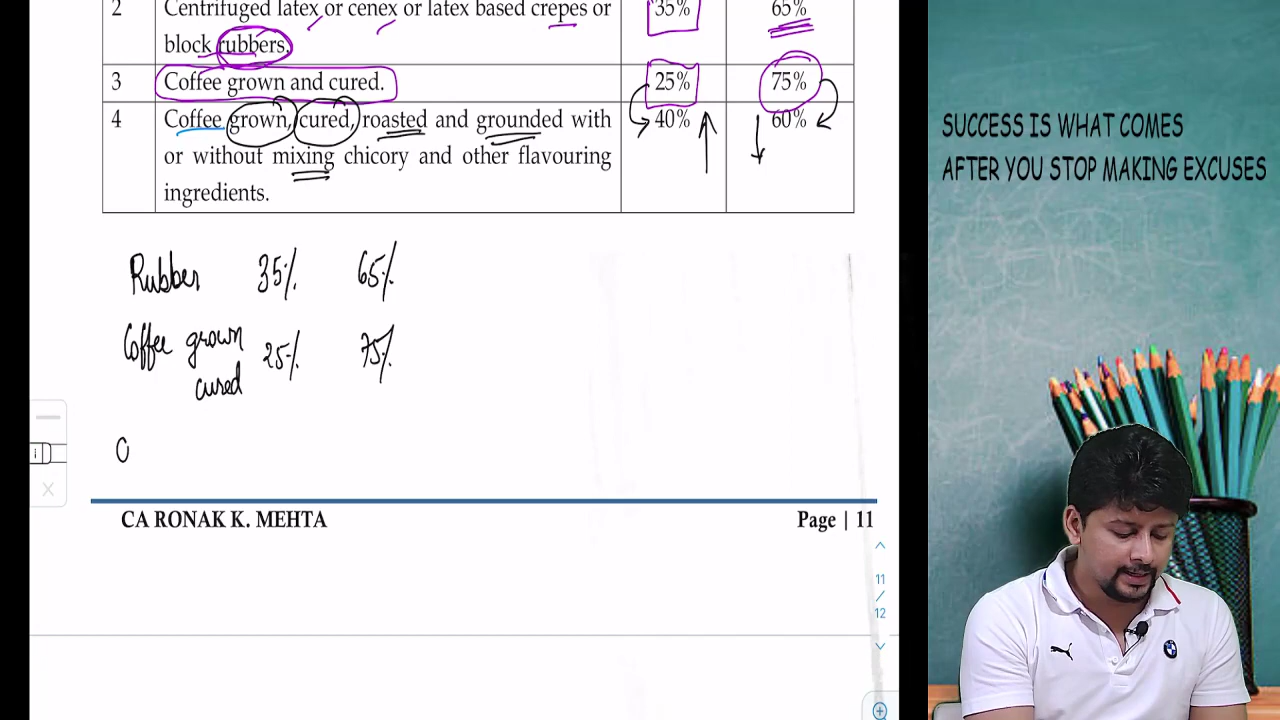 2 Centrifuged latex or cenex or latex based crepes or 35% 65%
block rubbers.
3 Coffee grown and cured. 25% 75%
4 Coffee grown, cured, roasted and grounded with 40% 60%
or without mixing chicory and other flavouring
ingredients.
Rubber 35% 65%
Coffee grown 25% 75%
cured
C
CA RONAK K. MEHTA Page | 11
11
/
12
SUCCESS IS WHAT COMES
AFTER YOU STOP MAKING EXCUSES